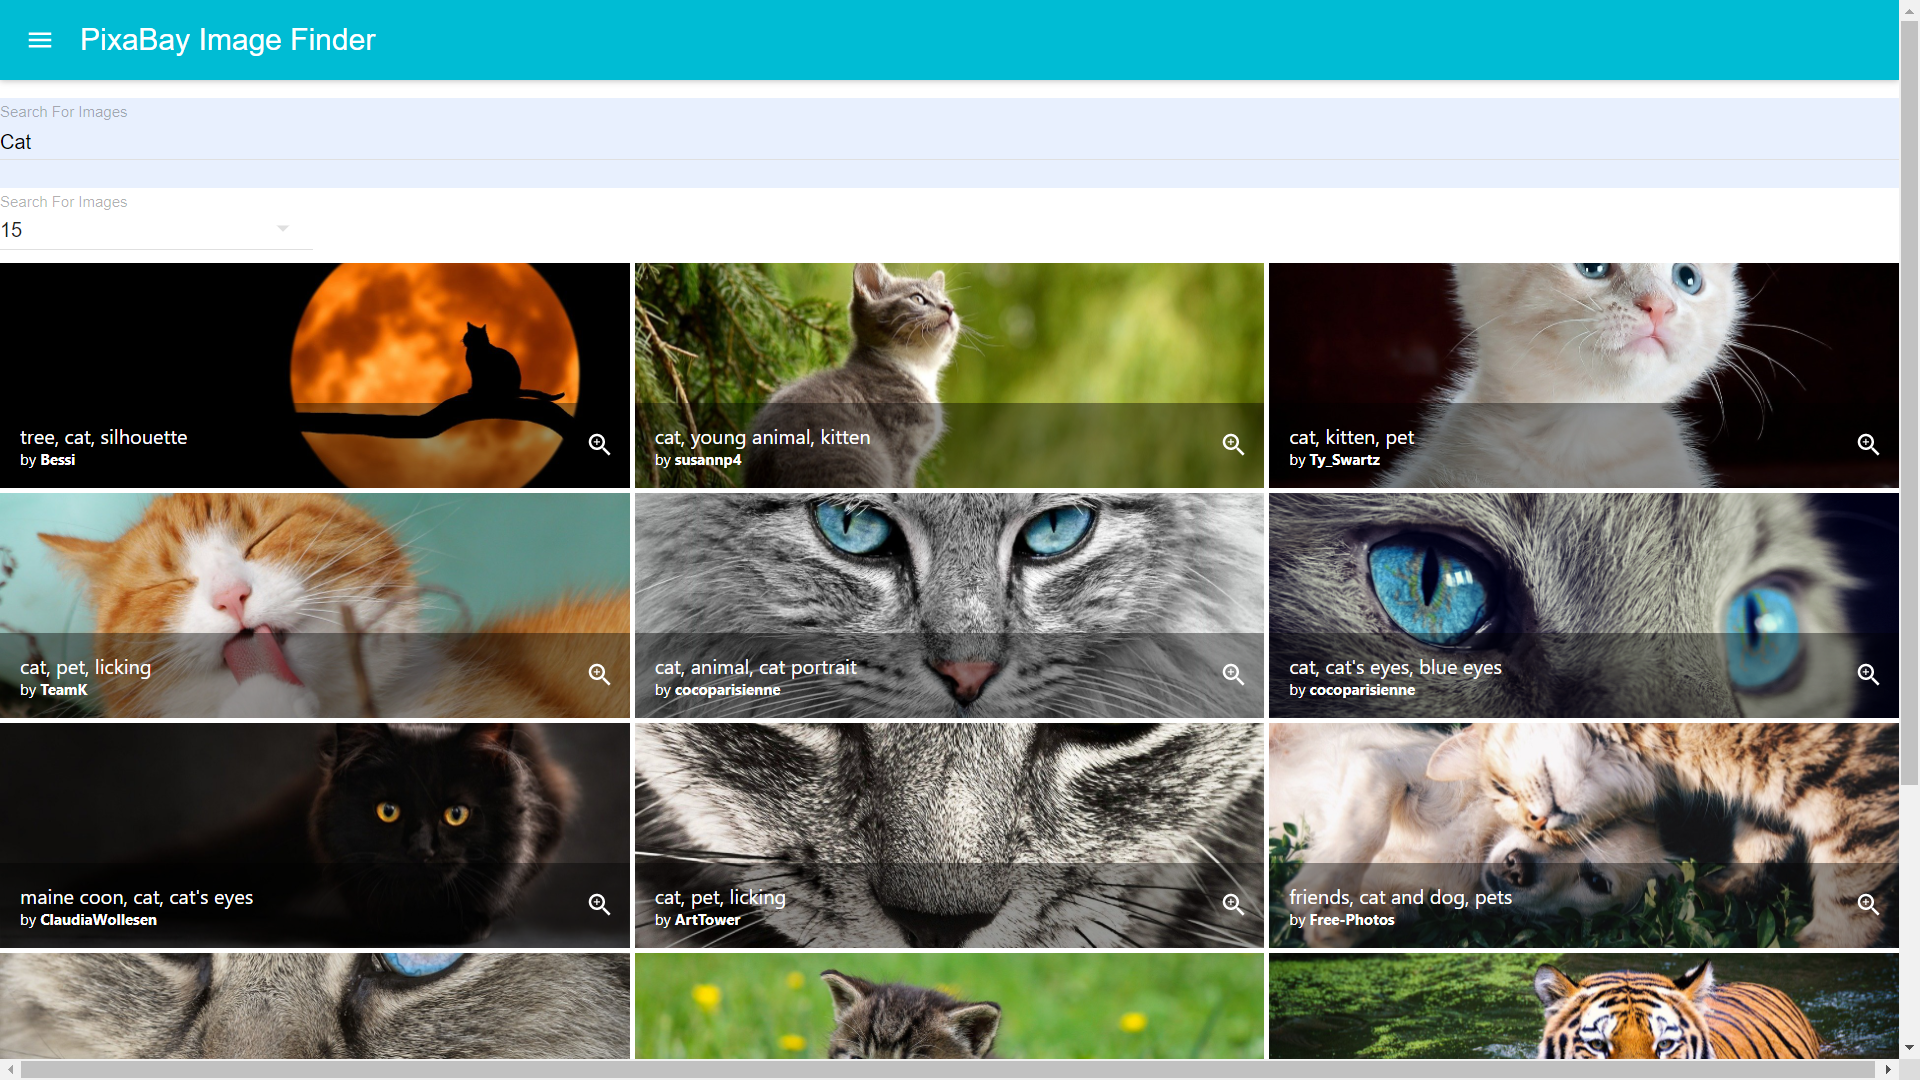 PixaBay Image Finder
Search For Images
Cat
Search For Images
15
tree, cat, silhouette
by Bessi
cat, young animal, kitten
by susannp4
cat, kitten, pet
by Ty_Swartz
cat, pet, licking
by TeamK
cat, animal, cat portrait
by cocoparisienne
cat, cat's eyes, blue eyes
by cocoparisienne
maine coon, cat, cat's eyes
by ClaudiaWollesen
cat, pet, licking
by ArtTower
friends, cat and dog, pets
by Free-Photos